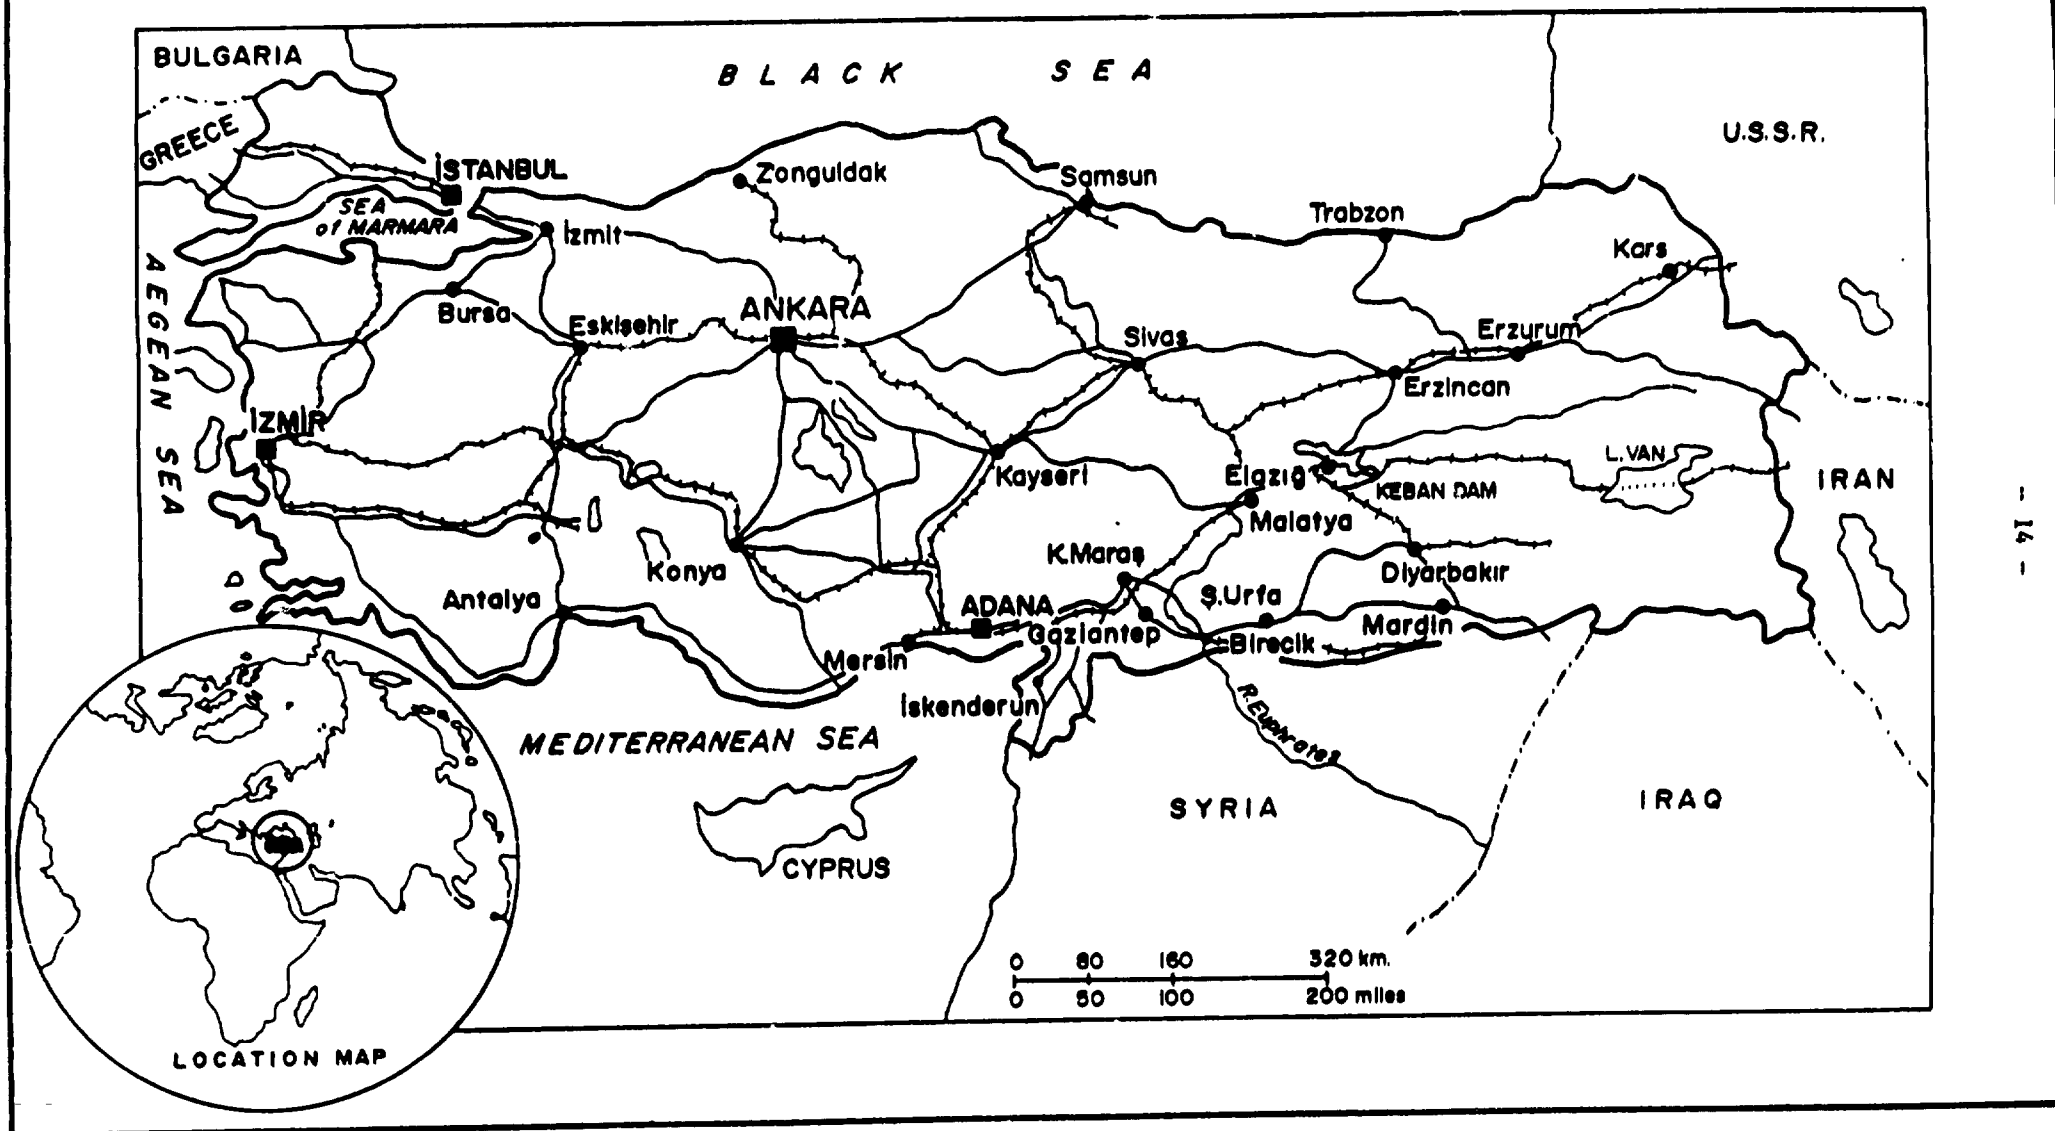 BULGARIA
BLACK SEA
U.S.S.R.
GREECE
İSTANBUL
Zonguldak
Samsun
SEA
of MARMARA
İzmit
Trabzon
Kars
AEGEAN SEA
Bursa
Eskişehir
ANKARA
Sivas
Erzurum
Erzincan
İZMİR
Kayseri
Elazığ
L. VAN
KEBAN DAM
IRAN
Malatya
- 14 -
Konya
K.Maraş
Diyarbakır
Antalya
ADANA
Ş.Urfa
Gaziantep
Mardin
Birecik
Mersin
İskenderun
R.Euphrates
MEDITERRANEAN SEA
SYRIA
IRAQ
CYPRUS
0 80 160 320 km.
0 50 100 200 miles
LOCATION MAP